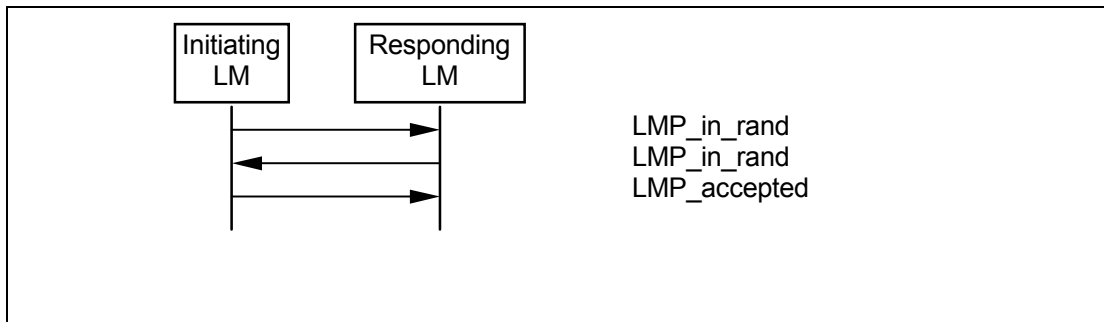 Initiating
LM
Responding
LM
LMP_in_rand
LMP_in_rand
LMP_accepted